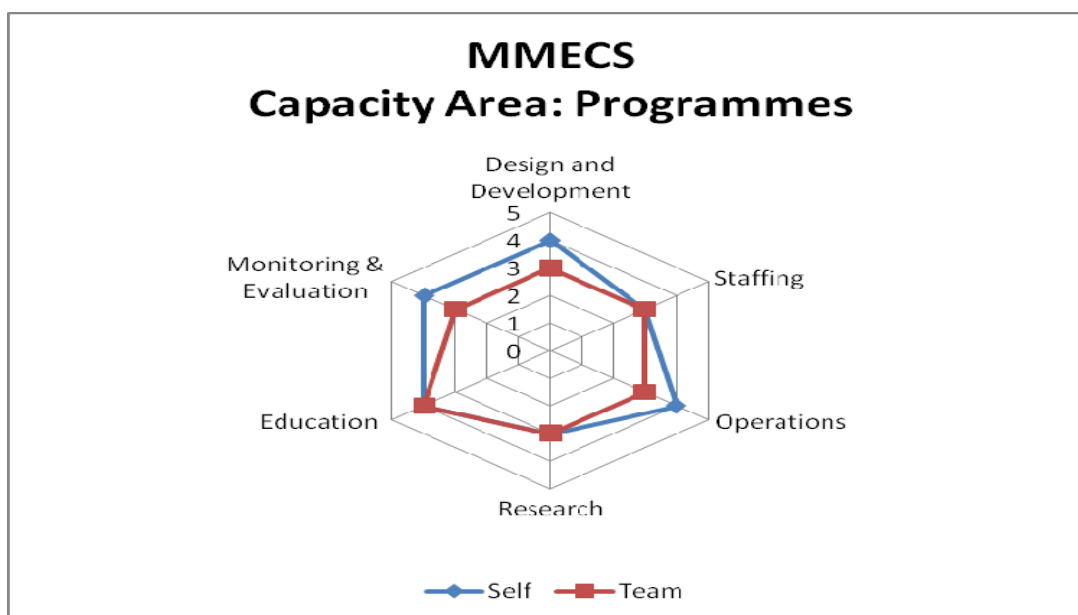 MMECS
Capacity Area: Programmes
Design and
Development
5
4
3
2
1
0
Staffing
Operations
Research
Education
Monitoring &
Evaluation
Self
Team